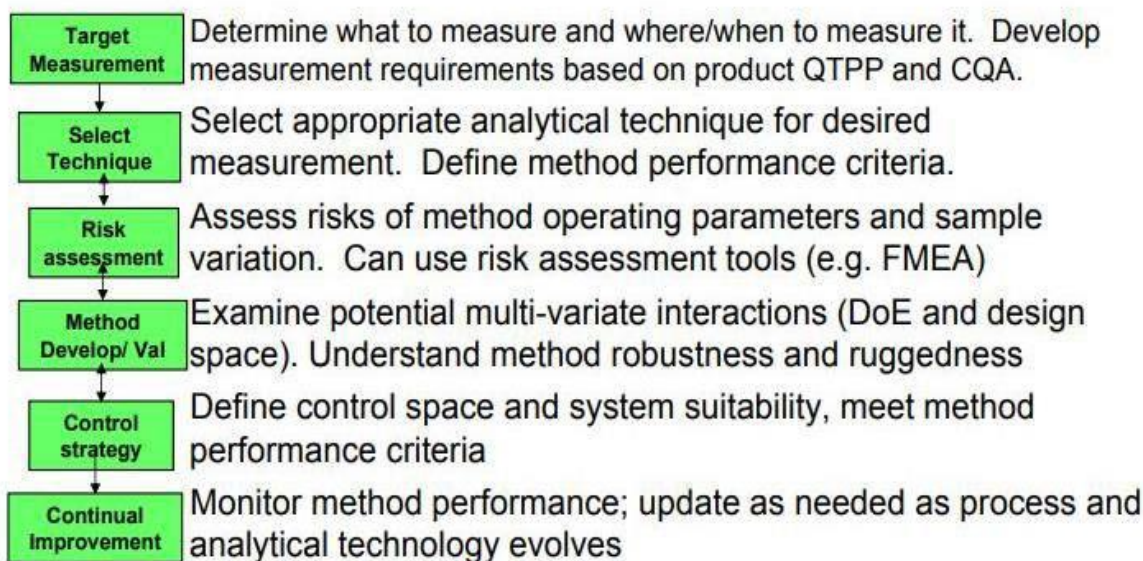 Target
Measurement
Determine what to measure and where/when to measure it. Develop
measurement requirements based on product QTPP and CQA.
Select
Technique
Select appropriate analytical technique for desired
measurement. Define method performance criteria.
Risk
assessment
Assess risks of method operating parameters and sample
variation. Can use risk assessment tools (e.g. FMEA)
Method
Develop/ Val
Examine potential multi-variate interactions (DoE and design
space). Understand method robustness and ruggedness
Control
strategy
Define control space and system suitability, meet method
performance criteria
Continual
Improvement
Monitor method performance; update as needed as process and
analytical technology evolves